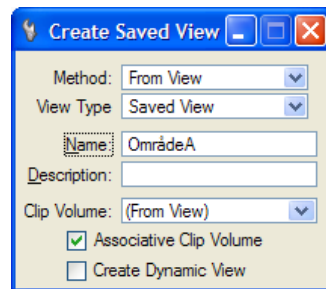 Create Saved View
Method: From View
View Type Saved View
Name: OmrådeA
Description:
Clip Volume: (From View)
Associative Clip Volume
Create Dynamic View